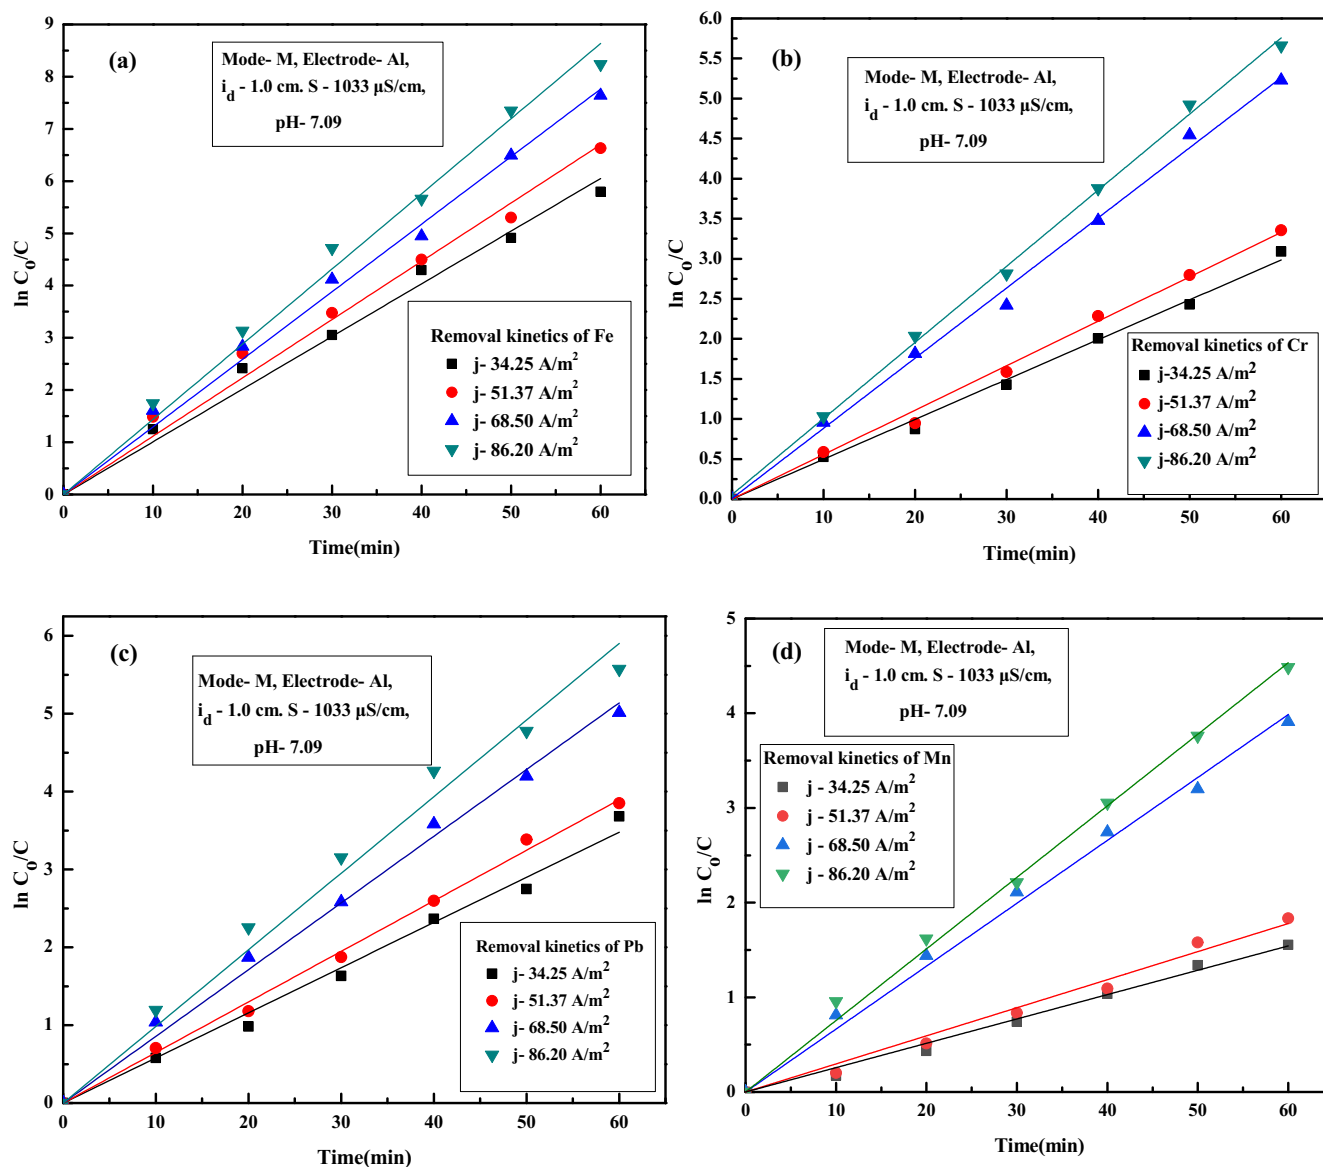 (a)
Mode- M, Electrode- Al,
i_d - 1.0 cm. S - 1033 µS/cm,
pH- 7.09
9
8
7
6
5
4
3
2
1
0
ln C_0/C
Removal kinetics of Fe
j- 34.25 A/m²
j- 51.37 A/m²
j- 68.50 A/m²
j- 86.20 A/m²
0 10 20 30 40 50 60
Time(min)
(b)
Mode- M, Electrode- Al,
i_d - 1.0 cm. S - 1033 µS/cm,
pH- 7.09
6.0
5.5
5.0
4.5
4.0
3.5
3.0
2.5
2.0
1.5
1.0
0.5
0.0
ln C_0/C
Removal kinetics of Cr
j-34.25 A/m²
j-51.37 A/m²
j-68.50 A/m²
j-86.20 A/m²
0 10 20 30 40 50 60
Time(min)
(c)
Mode- M, Electrode- Al,
i_d - 1.0 cm. S - 1033 µS/cm,
pH- 7.09
6
5
4
3
2
1
0
ln C_0/C
Removal kinetics of Pb
j- 34.25 A/m²
j- 51.37 A/m²
j- 68.50 A/m²
j- 86.20 A/m²
0 10 20 30 40 50 60
Time(min)
(d)
Mode- M, Electrode- Al,
i_d - 1.0 cm. S - 1033 µS/cm,
pH- 7.09
5
4
3
2
1
0
ln C_0/C
Removal kinetics of Mn
j - 34.25 A/m²
j - 51.37 A/m²
j - 68.50 A/m²
j - 86.20 A/m²
0 10 20 30 40 50 60
Time(min)